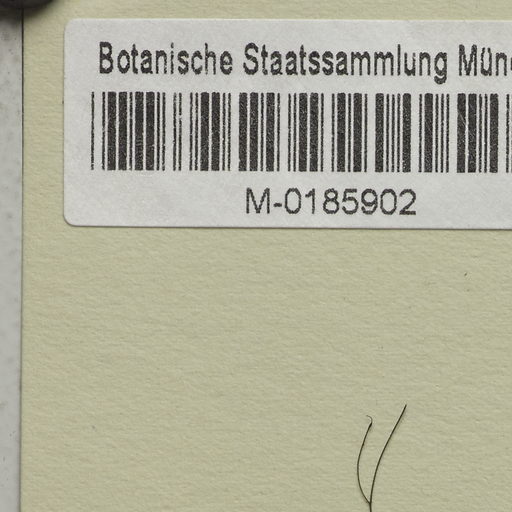 Botanische Staatssammlung Mün
M-0185902